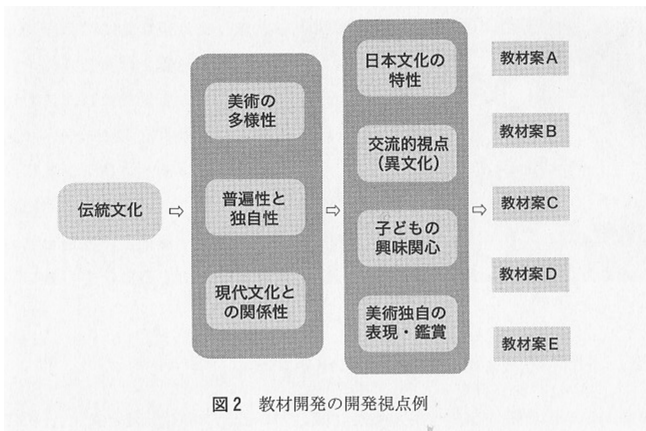 伝統文化
美術の
多様性
普遍性と
独自性
現代文化と
の関係性
日本文化の
特性
交流的視点
（異文化）
子どもの
興味関心
美術独自の
表現・鑑賞
教材案A
教材案B
教材案C
教材案D
教材案E
図2 教材開発の開発視点例